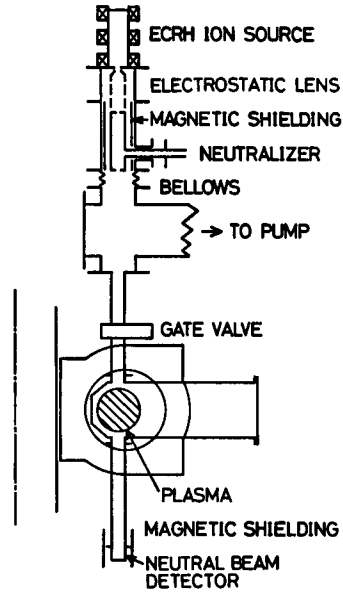 ECRH ION SOURCE
ELECTROSTATIC LENS
MAGNETIC SHIELDING
NEUTRALIZER
BELLOWS
TO PUMP
GATE VALVE
PLASMA
MAGNETIC SHIELDING
NEUTRAL BEAM
DETECTOR